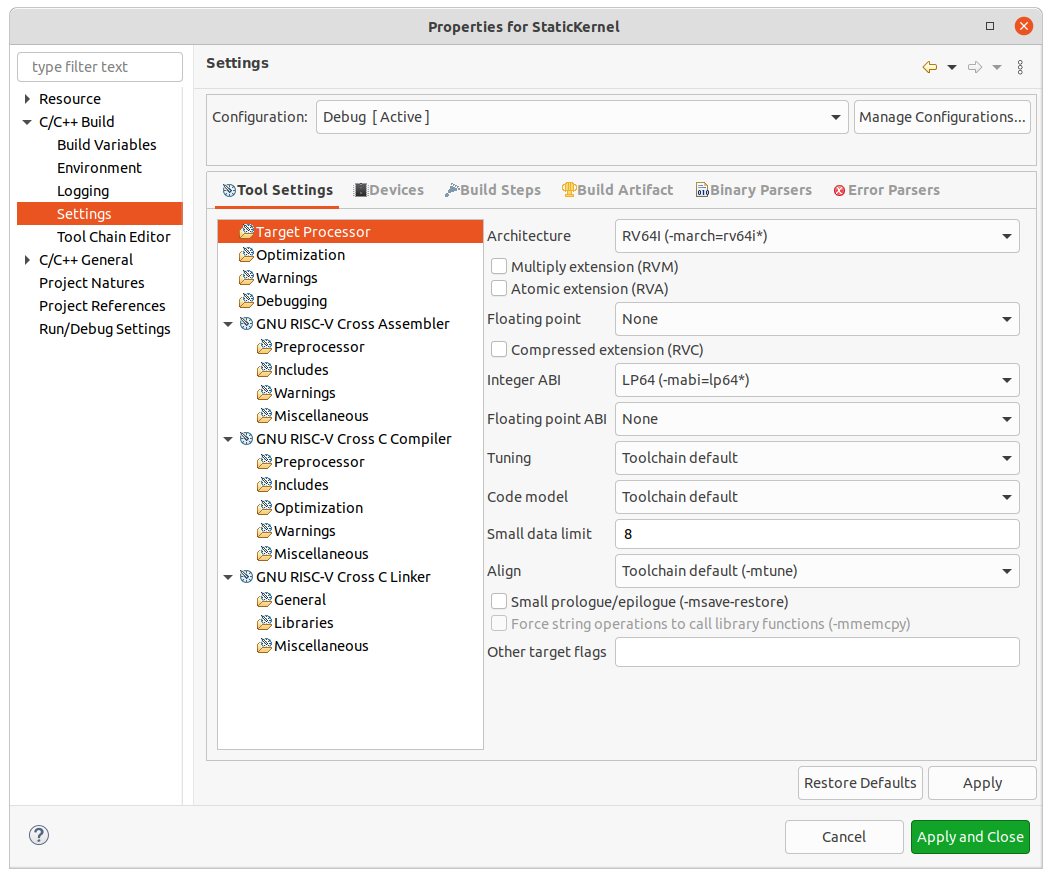 Properties for StaticKernel
type filter text
Resource
C/C++ Build
Build Variables
Environment
Logging
Settings
Tool Chain Editor
C/C++ General
Project Natures
Project References
Run/Debug Settings
Settings
Configuration: Debug [ Active ] Manage Configurations...
Tool Settings Devices Build Steps Build Artifact Binary Parsers Error Parsers
Target Processor
Optimization
Warnings
Debugging
GNU RISC-V Cross Assembler
Preprocessor
Includes
Warnings
Miscellaneous
GNU RISC-V Cross C Compiler
Preprocessor
Includes
Optimization
Warnings
Miscellaneous
GNU RISC-V Cross C Linker
General
Libraries
Miscellaneous
Architecture RV64I (-march=rv64i*)
Multiply extension (RVM)
Atomic extension (RVA)
Floating point None
Compressed extension (RVC)
Integer ABI LP64 (-mabi=lp64*)
Floating point ABI None
Tuning Toolchain default
Code model Toolchain default
Small data limit 8
Align Toolchain default (-mtune)
Small prologue/epilogue (-msave-restore)
Force string operations to call library functions (-mmemcpy)
Other target flags
Restore Defaults Apply
? Cancel Apply and Close